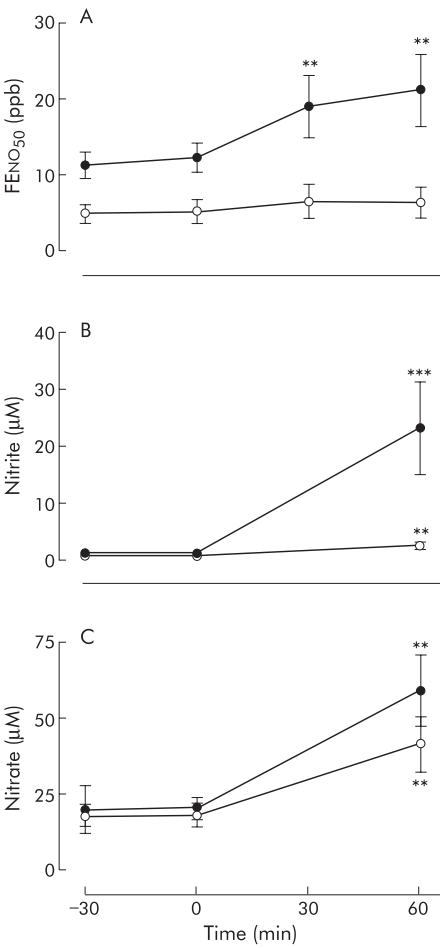 A
30
20
10
0
FENO50 (ppb)
**
**
B
40
30
20
10
0
Nitrite (µM)
***
**
C
75
50
25
0
Nitrate (µM)
**
**
−30 0 30 60
Time (min)